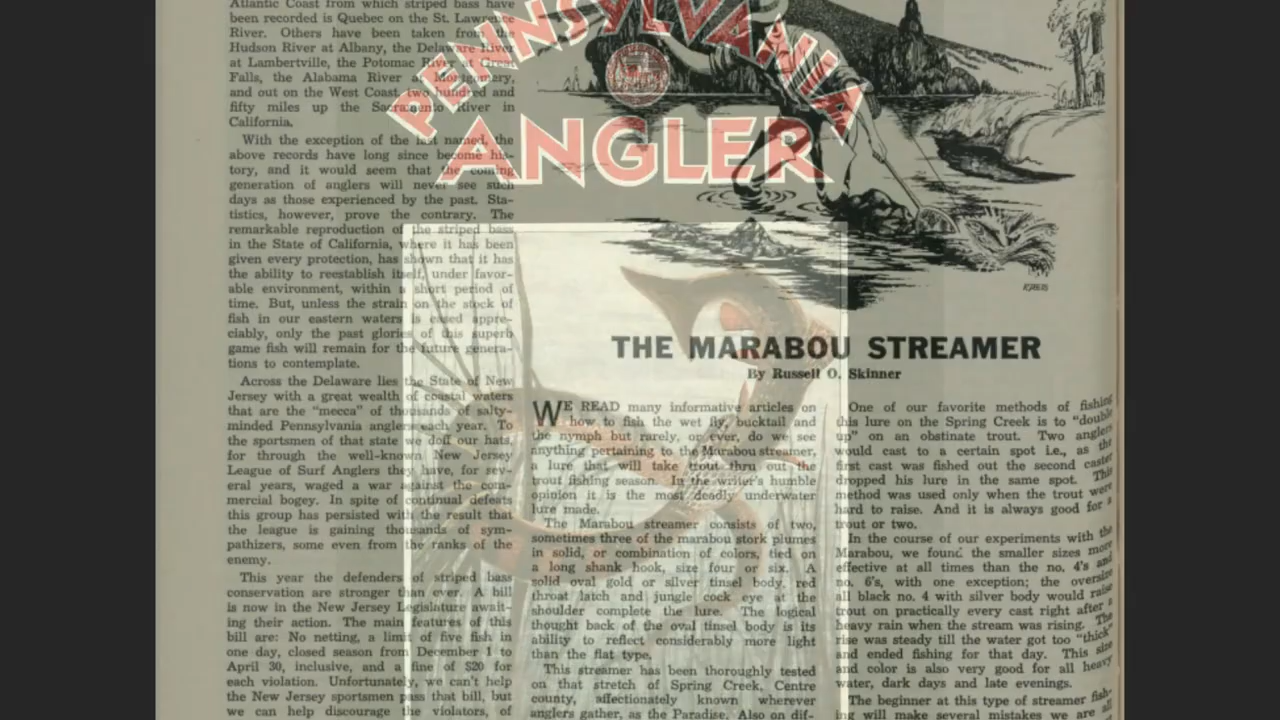 PENNSYLVANIA
ANGLER
Atlantic Coast from which striped bass have
been recorded is Quebec on the St. Lawrence
River. Others have been taken from the
Hudson River at Albany, the Delaware River
at Lambertville, the Potomac River at Great
Falls, the Alabama River at Montgomery,
and out on the West Coast, two hundred and
fifty miles up the Sacramento River in
California.
With the exception of the last named, the
above records have long since become his-
tory, and it would seem that the coming
generation of anglers will never see such
days as those experienced by the past. Sta-
tistics, however, prove the contrary. The
remarkable reproduction of the striped bass
in the State of California, where it has been
given every protection, has shown that it has
the ability to reestablish itself, under favor-
able environment, within a short period of
time. But, unless the strain on the stock of
fish in our eastern waters is eased appre-
ciably, only the past glories of this superb
game fish will remain for the future genera-
tions to contemplate.
Across the Delaware lies the State of New
Jersey with a great wealth of coastal waters
that are the "mecca" of thousands of salty-
minded Pennsylvania anglers each year. To
the sportsmen of that state we doff our hats,
for through the well-known New Jersey
League of Surf Anglers they have, for sev-
eral years, waged a war against the com-
mercial bogey. In spite of continual defeats
this group has persisted with the result that
the league is gaining thousands of sym-
pathizers, some even from the ranks of the
enemy.
This year the defenders of striped bass
conservation are stronger than ever. A bill
is now in the New Jersey Legislature await-
ing their action. The main features of this
bill are: No netting, a limit of five fish in
one day, closed season from December 1 to
April 30, inclusive, and a fine of $20 for
each violation. Unfortunately, we can't help
the New Jersey sportsmen pass that bill, but
we can help discourage the violators, of
THE MARABOU STREAMER
By Russell O. Skinner
WE READ many informative articles on
how to fish the wet fly, bucktail and
the nymph but rarely, or ever, do we see
anything pertaining to the Marabou streamer,
a lure that will take trout thru out the
trout fishing season. In the writer's humble
opinion it is the most deadly underwater
lure made.
The Marabou streamer consists of two,
sometimes three of the marabou stork plumes
in solid, or combination of colors, tied on
a long shank hook, size four or six. A
solid oval gold or silver tinsel body, red
throat latch and jungle cock eye at the
shoulder complete the lure. The logical
thought back of the oval tinsel body is its
ability to reflect considerably more light
than the flat type.
This streamer has been thoroughly tested
on that stretch of Spring Creek, Centre
county, affectionately known wherever
anglers gather, as the Paradise. Also on dif-
One of our favorite methods of fishing
this lure on the Spring Creek is to "double
up" on an obstinate trout. Two anglers
would cast to a certain spot i.e., as the
first cast was fished out the second caster
dropped his lure in the same spot. This
method was used only when the trout were
hard to raise. And it is always good for a
trout or two.
In the course of our experiments with the
Marabou, we found the smaller sizes more
effective at all times than the no. 4's and
no. 6's, with one exception; the oversize
all black no. 4 with silver body would raise
trout on practically every cast right after a
heavy rain when the stream was rising. The
rise was steady till the water got too "thick"
and ended fishing for that day. This size
and color is also very good for all heavy
water, dark days and late evenings.
The beginner at this type of streamer fish-
ing will make several mistakes we are all